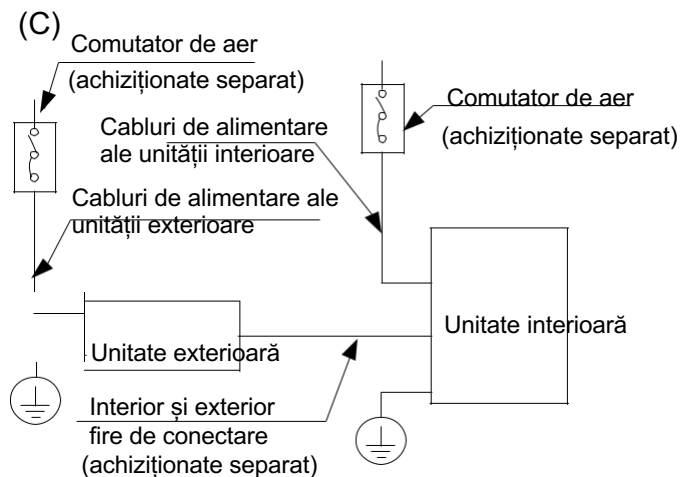 (C)
Comutator de aer
(achiziționate separat)
Comutator de aer
(achiziționate separat)
Cabluri de alimentare
ale unității interioare
Cabluri de alimentare ale
unității exterioare
Unitate interioară
Unitate exterioară
Interior și exterior
fire de conectare
(achiziționate separat)